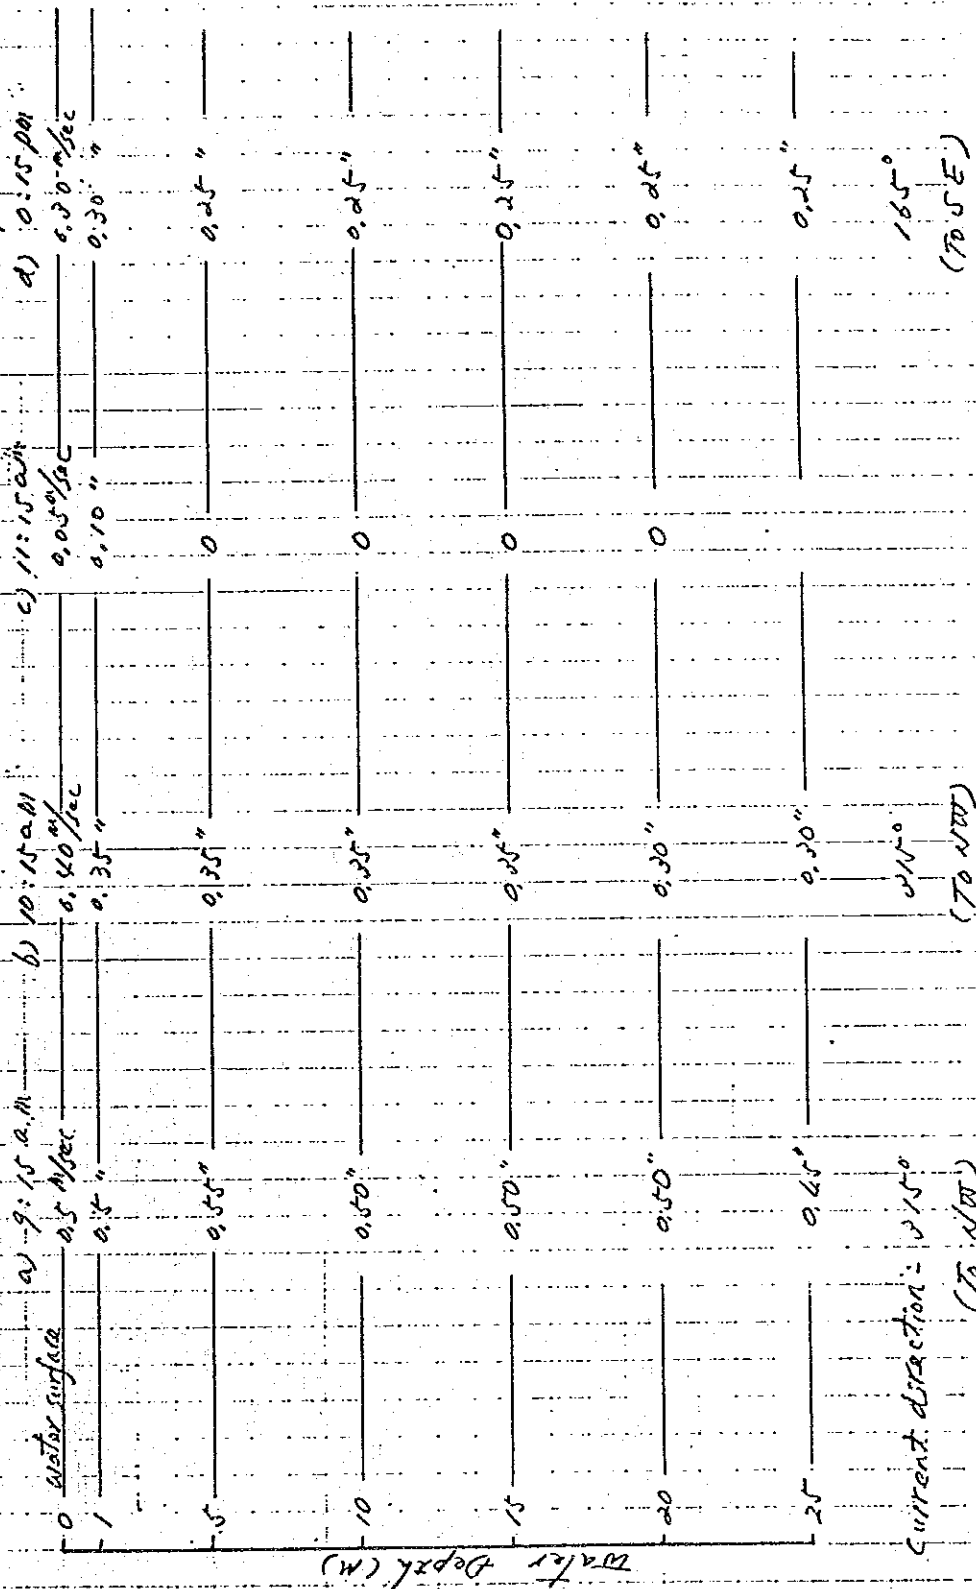 a) 9:15 a.m b) 10:15 am c) 11:15 am d) 0:15 pm
0 water surface 0.5 m/sec 0.40 m/sec 0.05 m/sec 0.30 m/sec
1 0.5 " 0.35 " 0.10 " 0.30 "
5 0.55 " 0.35 " 0 0.25 "
10 0.50 " 0.35 " 0 0.25 "
15 0.50 " 0.35 " 0 0.25 "
20 0.50 " 0.30 " 0 0.25 "
25 0.45 " 0.30 " 0.25 "
Water Depth (M)
Current direction: 315° 315° 165°
(To NW) (To NW) (To SE)